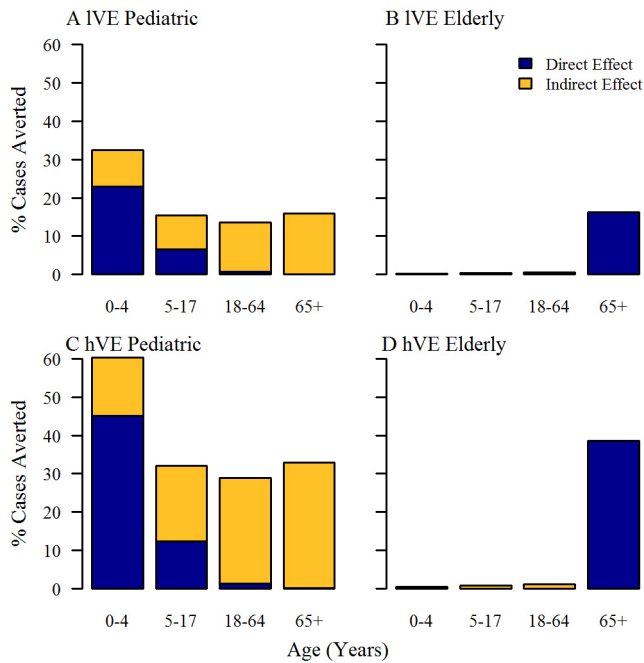 A lVE Pediatric
B lVE Elderly
% Cases Averted
60
50
40
30
20
10
0
0-4 5-17 18-64 65+
0-4 5-17 18-64 65+
Direct Effect
Indirect Effect
C hVE Pediatric
D hVE Elderly
% Cases Averted
60
50
40
30
20
10
0
0-4 5-17 18-64 65+
0-4 5-17 18-64 65+
Age (Years)